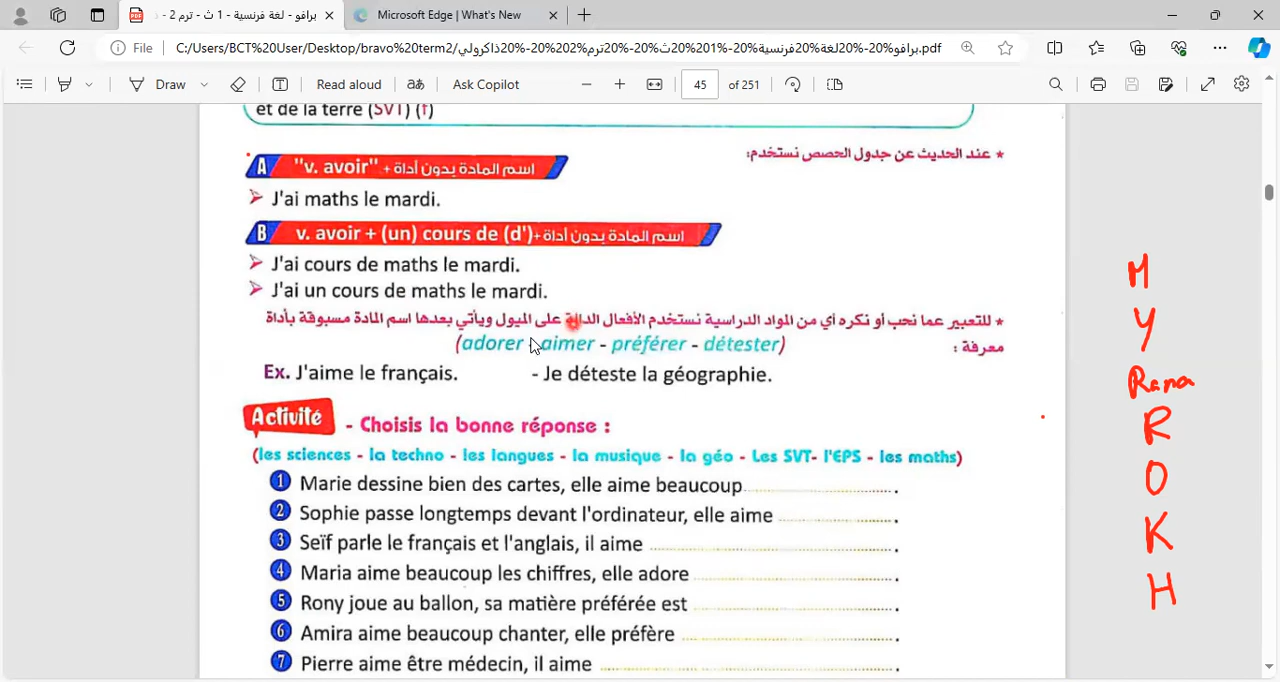 برافو - لغة فرنسية - 1 ث - ترم 2 -
Microsoft Edge | What's New
File
C:/Users/BCT%20User/Desktop/bravo%20term2/برافو%20-%20لغة%20فرنسية%20-%201%20ث%20-%20ترم%202%20-%20ذاكرولي.pdf
Draw
Read aloud
aあ
Ask Copilot
45
of 251
et de la terre (SVT) (f)
★ عند الحديث عن جدول الحصص نستخدم:
A "v. avoir" + اسم المادة بدون أداة
J'ai maths le mardi.
B v. avoir + (un) cours de (d') + اسم المادة بدون أداة
J'ai cours de maths le mardi.
J'ai un cours de maths le mardi.
★ للتعبير عما نحب أو نكره أي من المواد الدراسية نستخدم الأفعال الدالة على الميول ويأتي بعدها اسم المادة مسبوقة بأداة
معرفة :
(adorer - aimer - préférer - détester)
Ex. J'aime le français. - Je déteste la géographie.
Activité - Choisis la bonne réponse :
(les sciences - la techno - les langues - la musique - la géo - Les SVT- l'EPS - les maths)
1 Marie dessine bien des cartes, elle aime beaucoup .
2 Sophie passe longtemps devant l'ordinateur, elle aime .
3 Seïf parle le français et l'anglais, il aime .
4 Maria aime beaucoup les chiffres, elle adore .
5 Rony joue au ballon, sa matière préférée est .
6 Amira aime beaucoup chanter, elle préfère .
7 Pierre aime être médecin, il aime .
M
Y
Rana
R
O
K
H